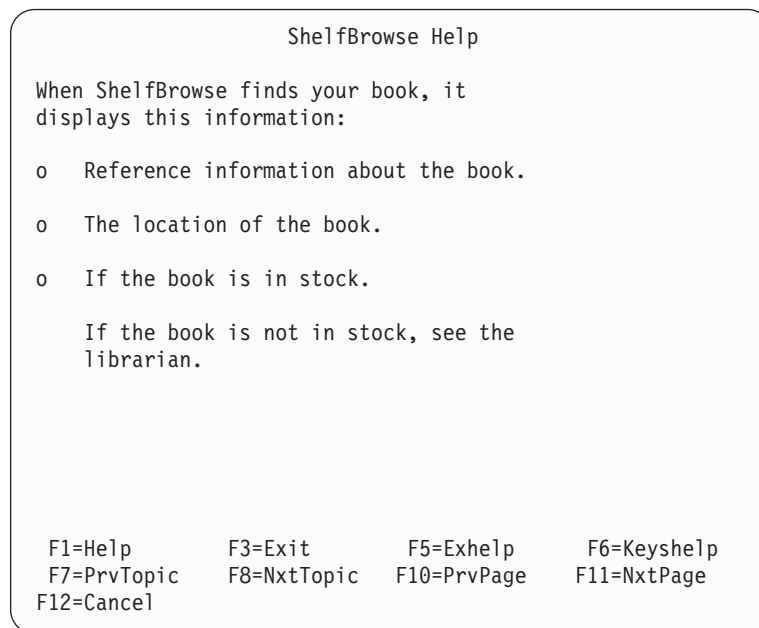 ShelfBrowse Help
When ShelfBrowse finds your book, it
displays this information:
o Reference information about the book.
o The location of the book.
o If the book is in stock.
If the book is not in stock, see the
librarian.
F1=Help F3=Exit F5=Exhelp F6=Keyshelp
F7=PrvTopic F8=NxtTopic F10=PrvPage F11=NxtPage
F12=Cancel